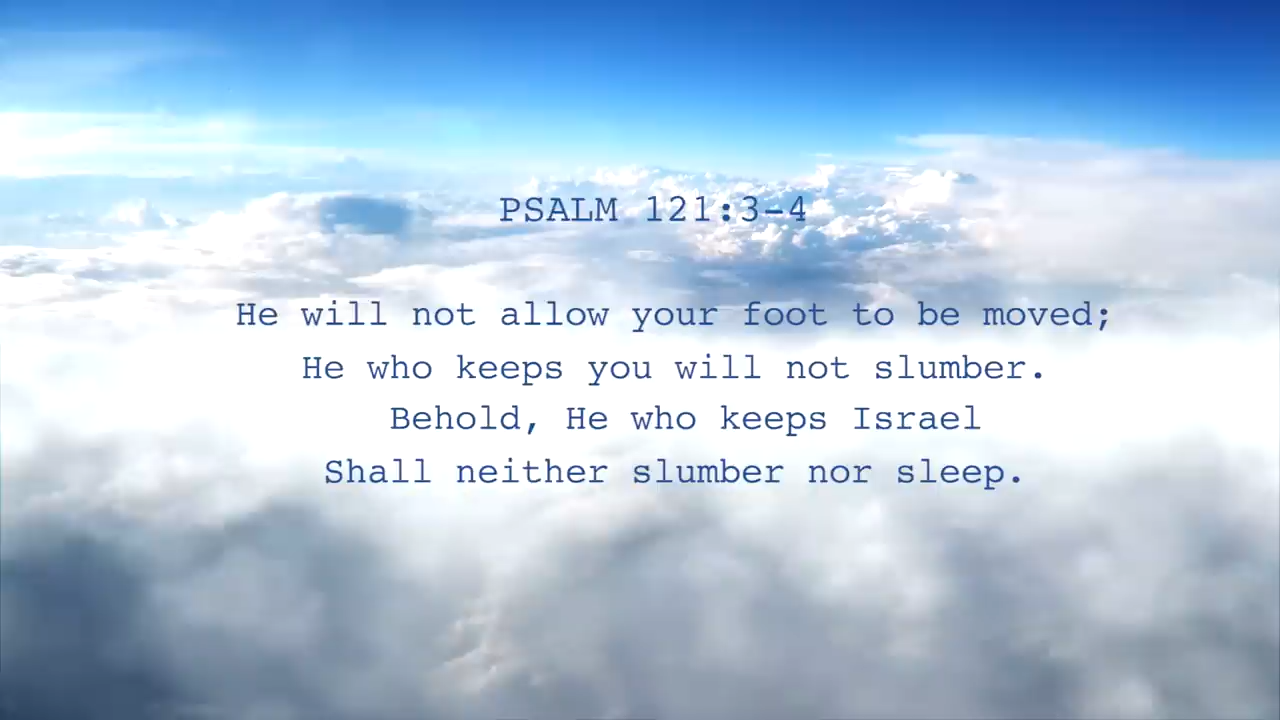 PSALM 121:3-4
He will not allow your foot to be moved;
He who keeps you will not slumber.
Behold, He who keeps Israel
Shall neither slumber nor sleep.